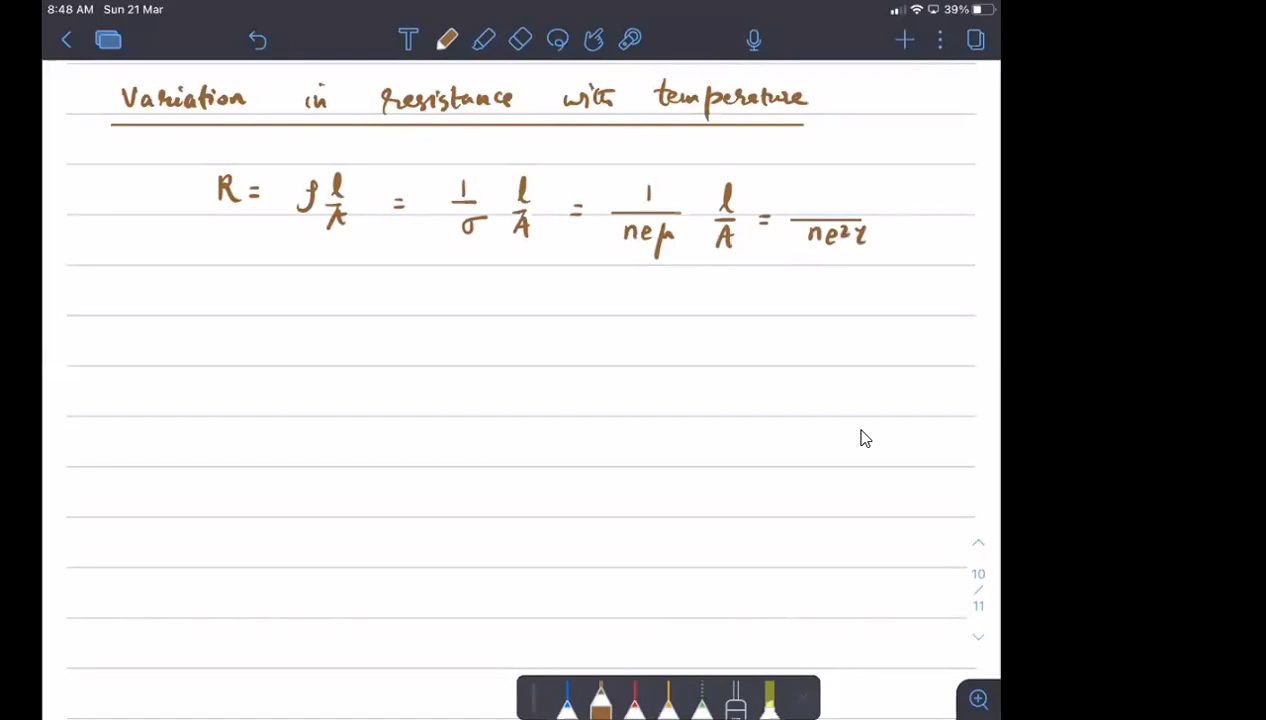 8:48 AM Sun 21 Mar 39%
T
Variation in resistance with temperature
R = ρ l/A = 1/σ l/A = 1/neμ l/A = /ne²τ
10
/
11